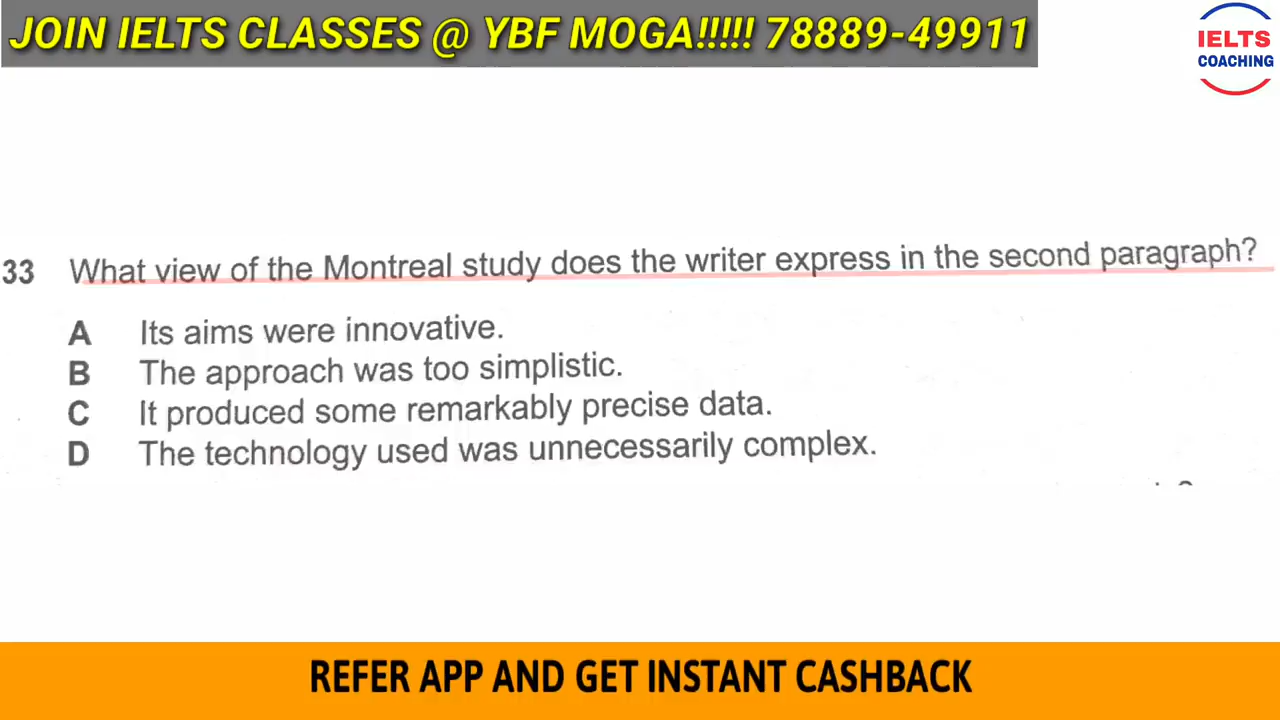 JOIN IELTS CLASSES @ YBF MOGA!!!!! 78889-49911
IELTS
COACHING
33 What view of the Montreal study does the writer express in the second paragraph?
A Its aims were innovative.
B The approach was too simplistic.
C It produced some remarkably precise data.
D The technology used was unnecessarily complex.
REFER APP AND GET INSTANT CASHBACK